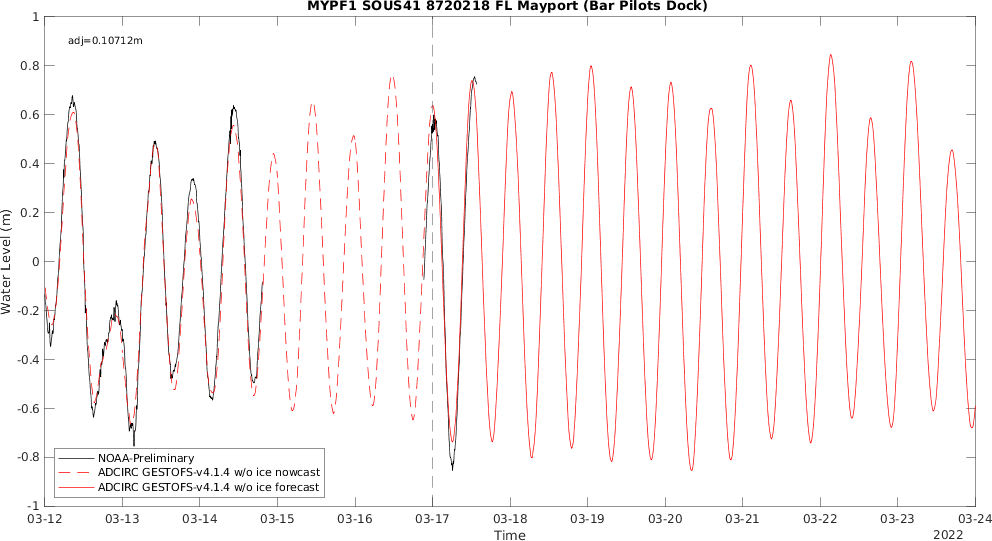 MYPF1 SOUS41 8720218 FL Mayport (Bar Pilots Dock)
adj=0.10712m
1
0.8
0.6
0.4
0.2
0
-0.2
-0.4
-0.6
-0.8
-1
Water Level (m)
NOAA-Preliminary
ADCIRC GESTOFS-v4.1.4 w/o ice nowcast
ADCIRC GESTOFS-v4.1.4 w/o ice forecast
03-12 03-13 03-14 03-15 03-16 03-17 03-18 03-19 03-20 03-21 03-22 03-23 03-24
Time
2022